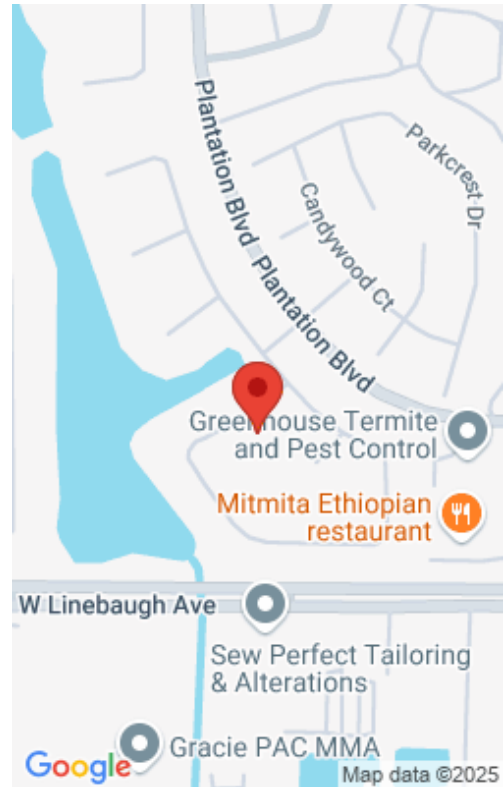 Plantation Blvd
Parkcrest Dr
Candywood Ct
Plantation Blvd
Greenhouse Termite
and Pest Control
Mitmita Ethiopian
restaurant
W Linebaugh Ave
Sew Perfect Tailoring
& Alterations
Gracie PAC MMA
Google
Map data ©2025